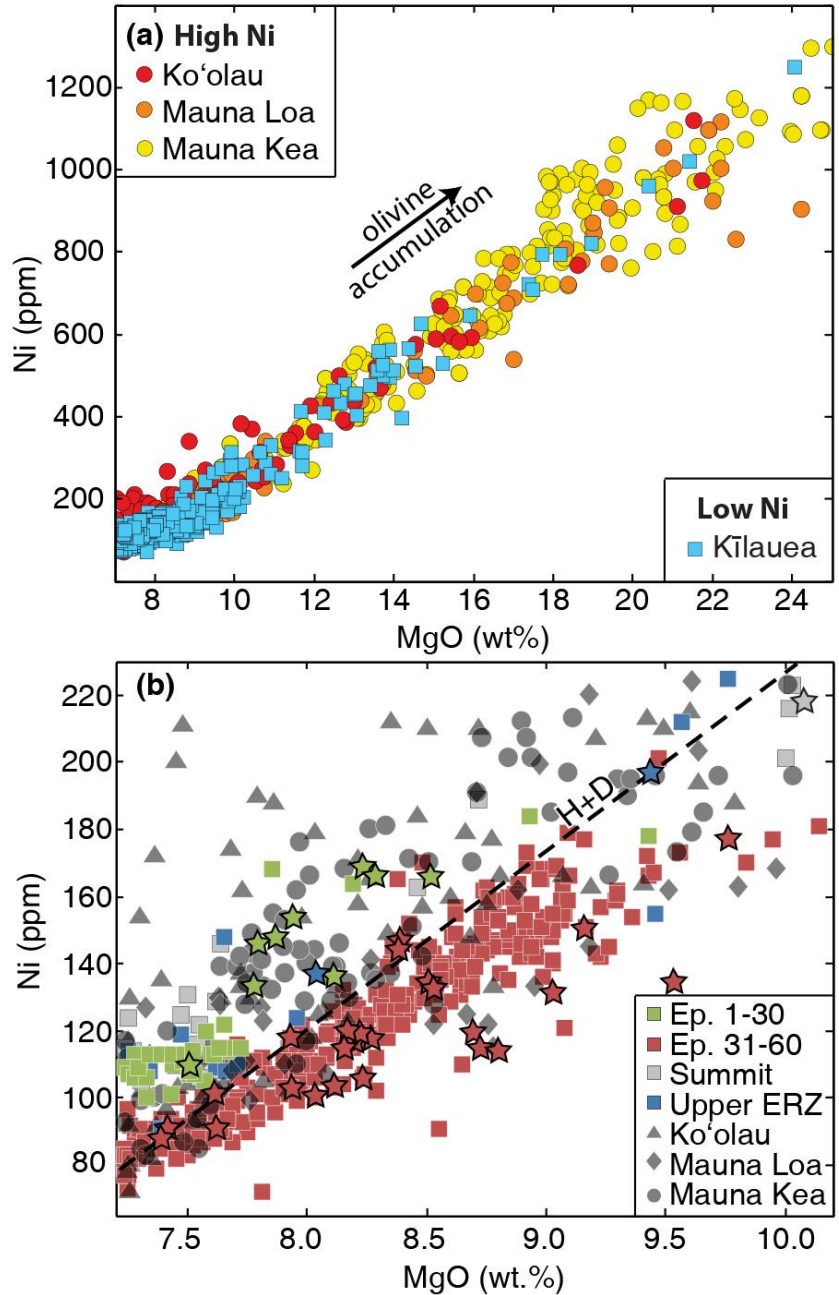 (a) High Ni
Ko‘olau
Mauna Loa
Mauna Kea
olivine
accumulation
Low Ni
Kīlauea
1200
1000
800
600
400
200
Ni (ppm)
8 10 12 14 16 18 20 22 24
MgO (wt%)
(b)
H+D
Ep. 1-30
Ep. 31-60
Summit
Upper ERZ
Ko‘olau
Mauna Loa
Mauna Kea
220
200
180
160
140
120
100
80
Ni (ppm)
7.5 8.0 8.5 9.0 9.5 10.0
MgO (wt.%)